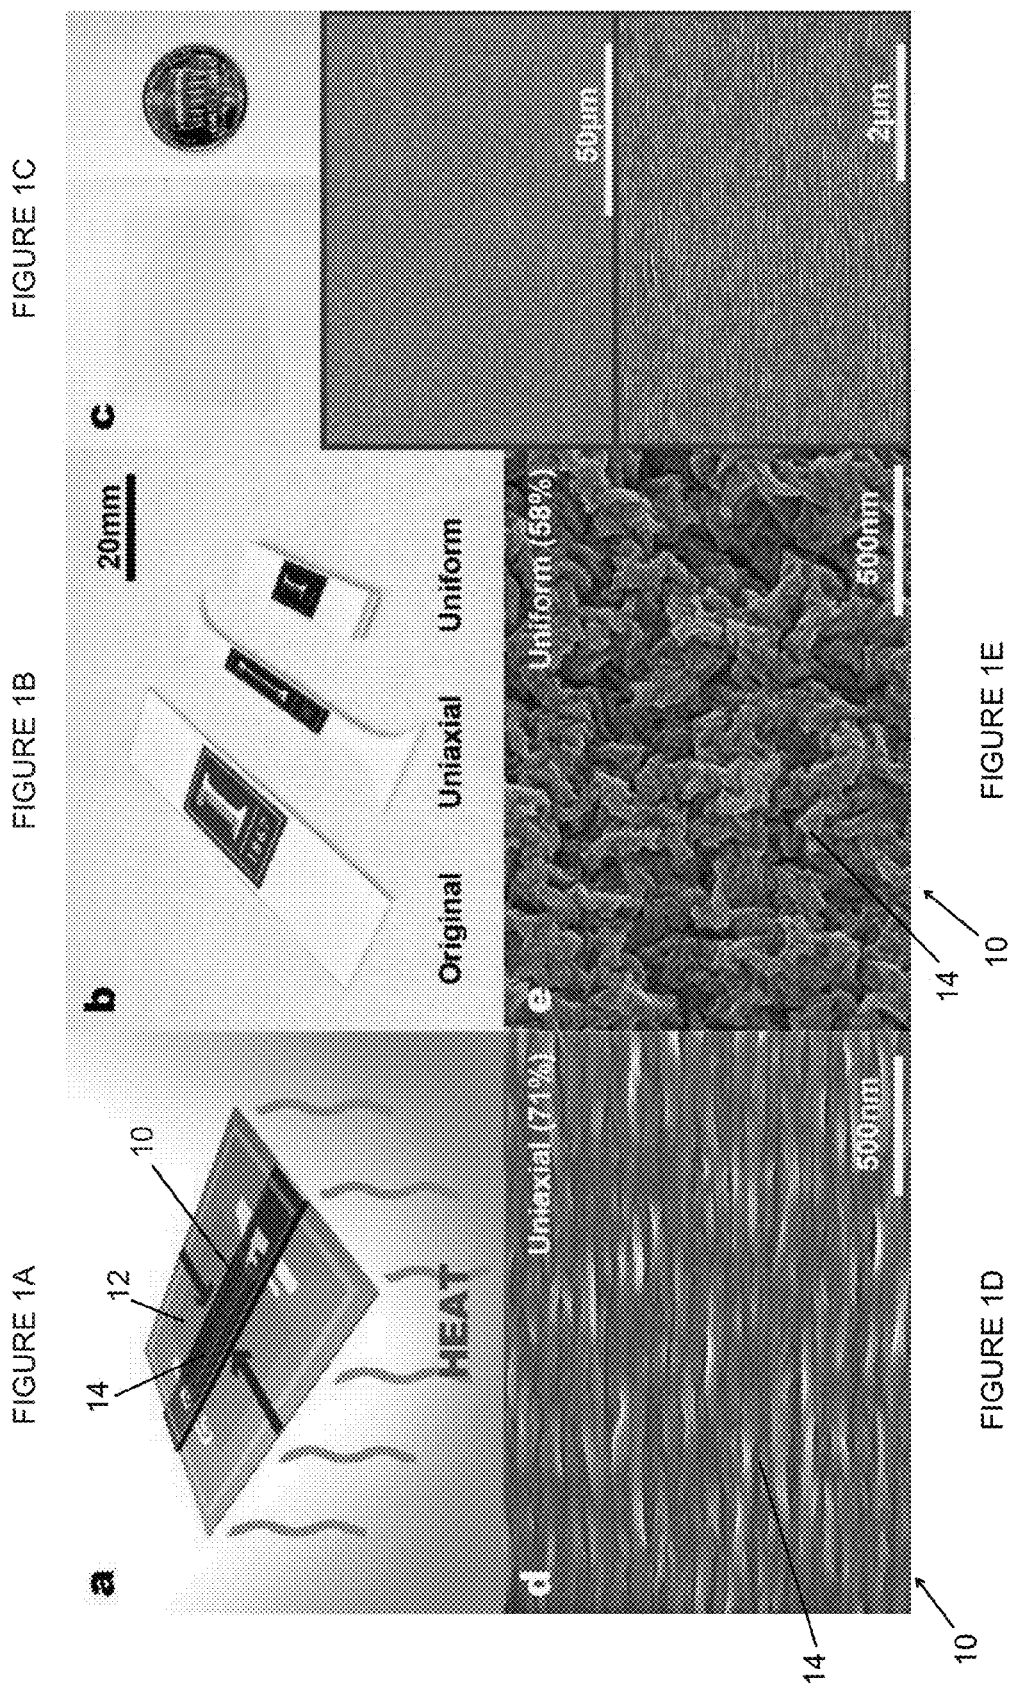 FIGURE 1A
FIGURE 1B
FIGURE 1C
a
14
12
10
HEAT
b
20mm
Original
Uniaxial
Uniform
c
50µm
2µm
d
Uniaxial (71%)
500nm
14
10
e
Uniform (58%)
500nm
14
10
FIGURE 1D
FIGURE 1E